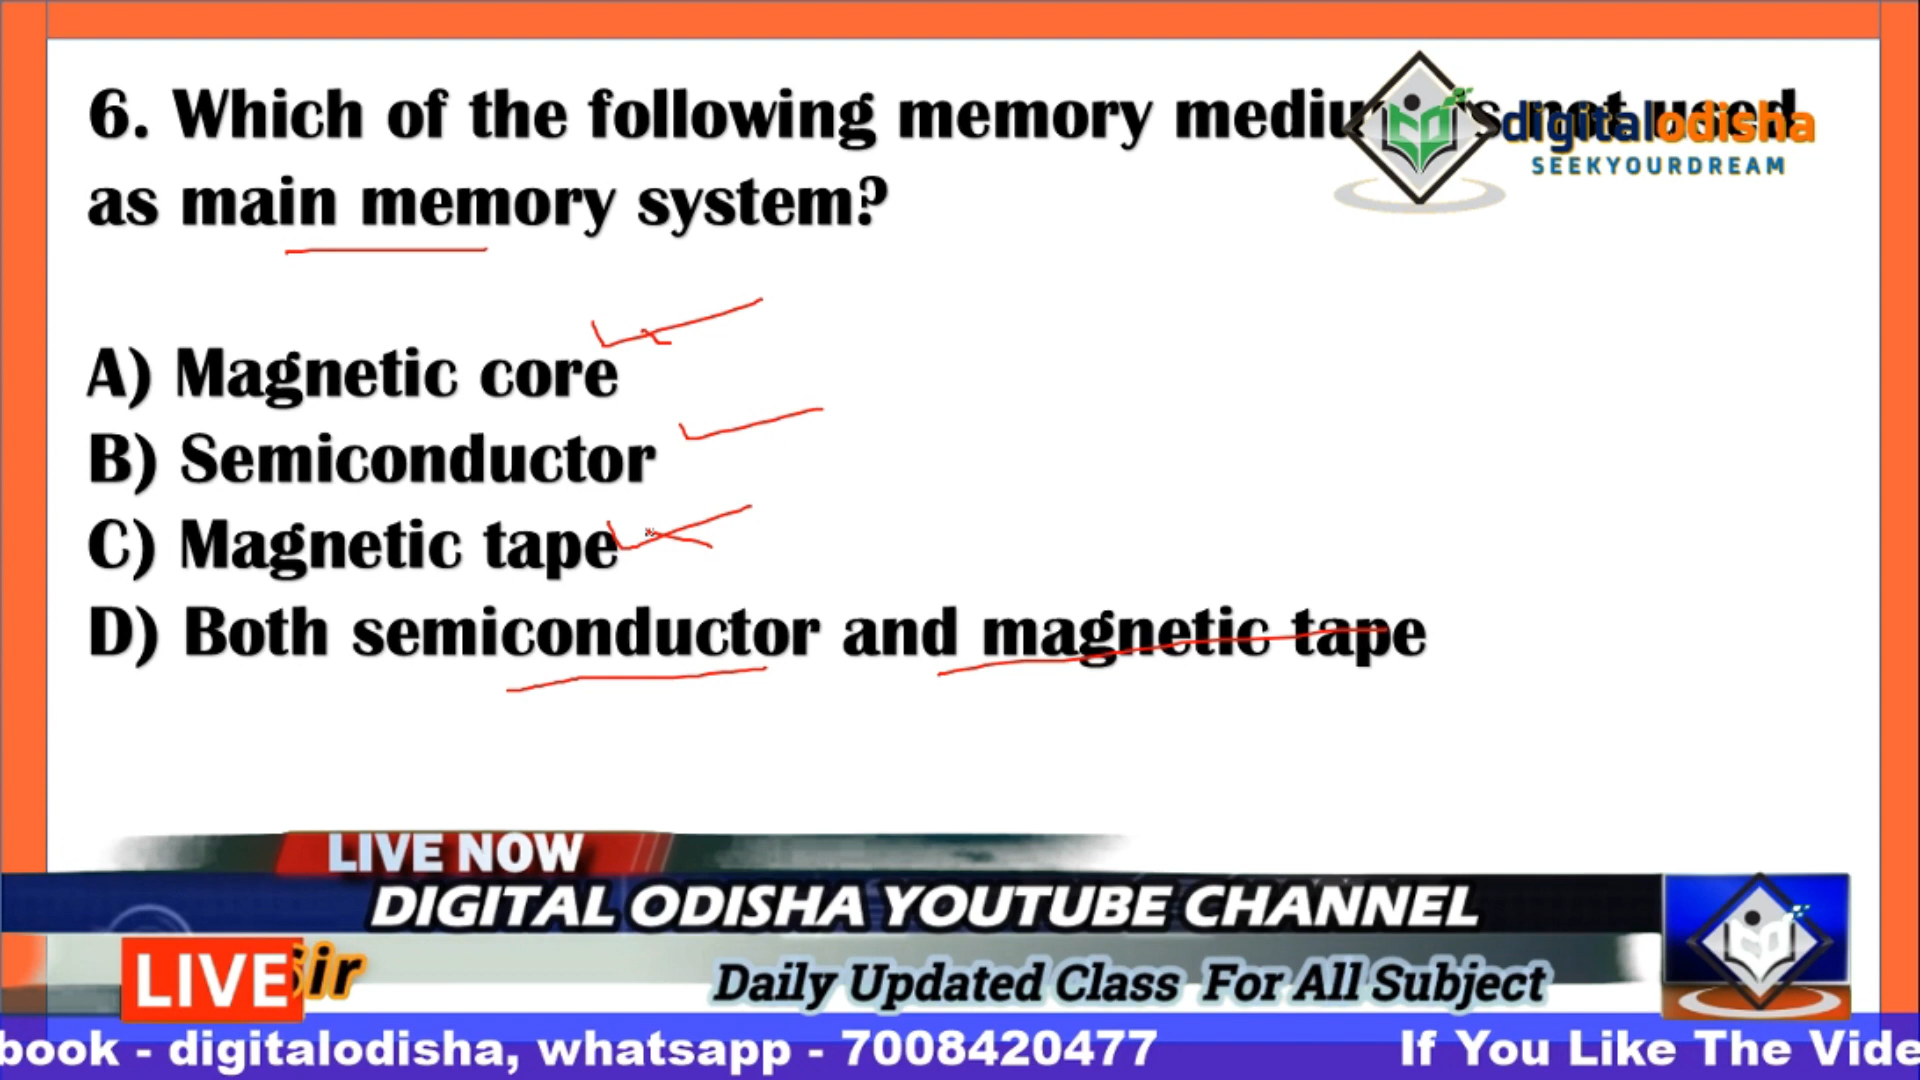 6. Which of the following memory medium is not used
as main memory system?
digitalodisha
SEEKYOURDREAM
A) Magnetic core
B) Semiconductor
C) Magnetic tape
D) Both semiconductor and magnetic tape
LIVE NOW
DIGITAL ODISHA YOUTUBE CHANNEL
LIVE Sir
Daily Updated Class For All Subject
book - digitalodisha, whatsapp - 7008420477
If You Like The Vide